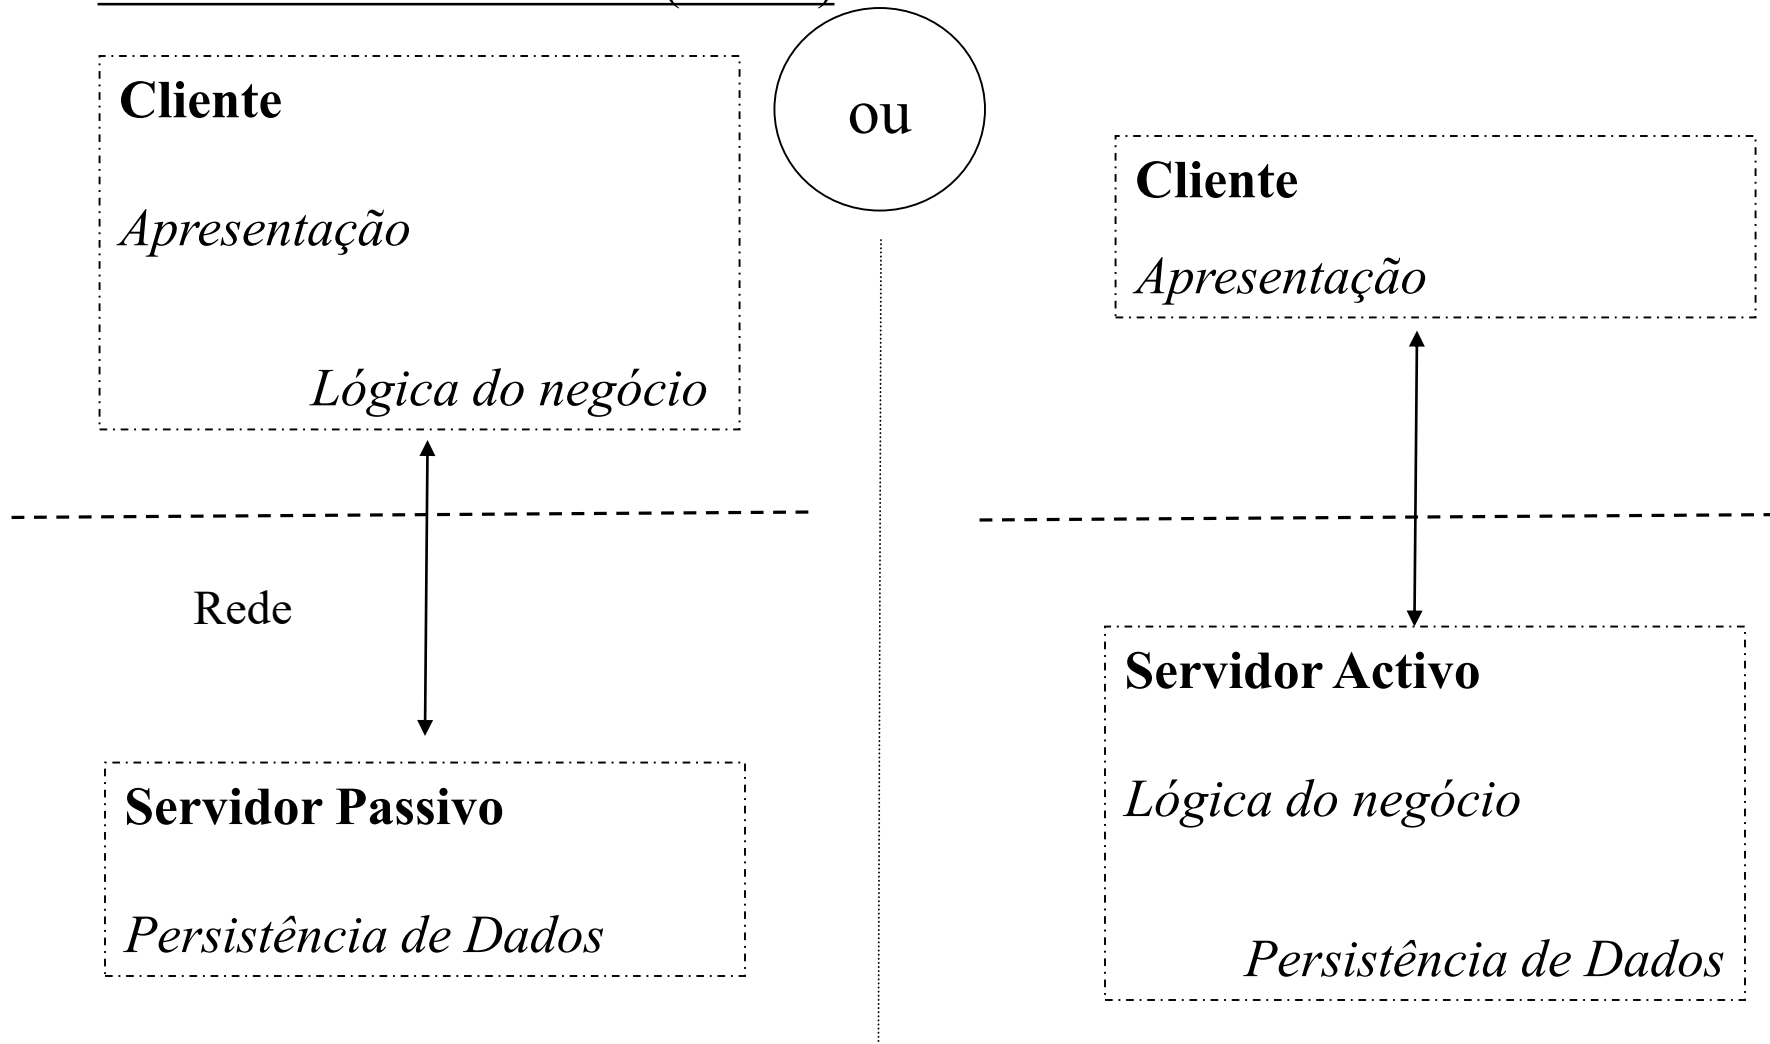 Cliente
Apresentação
Lógica do negócio
Rede
Servidor Passivo
Persistência de Dados
ou
Cliente
Apresentação
Servidor Activo
Lógica do negócio
Persistência de Dados